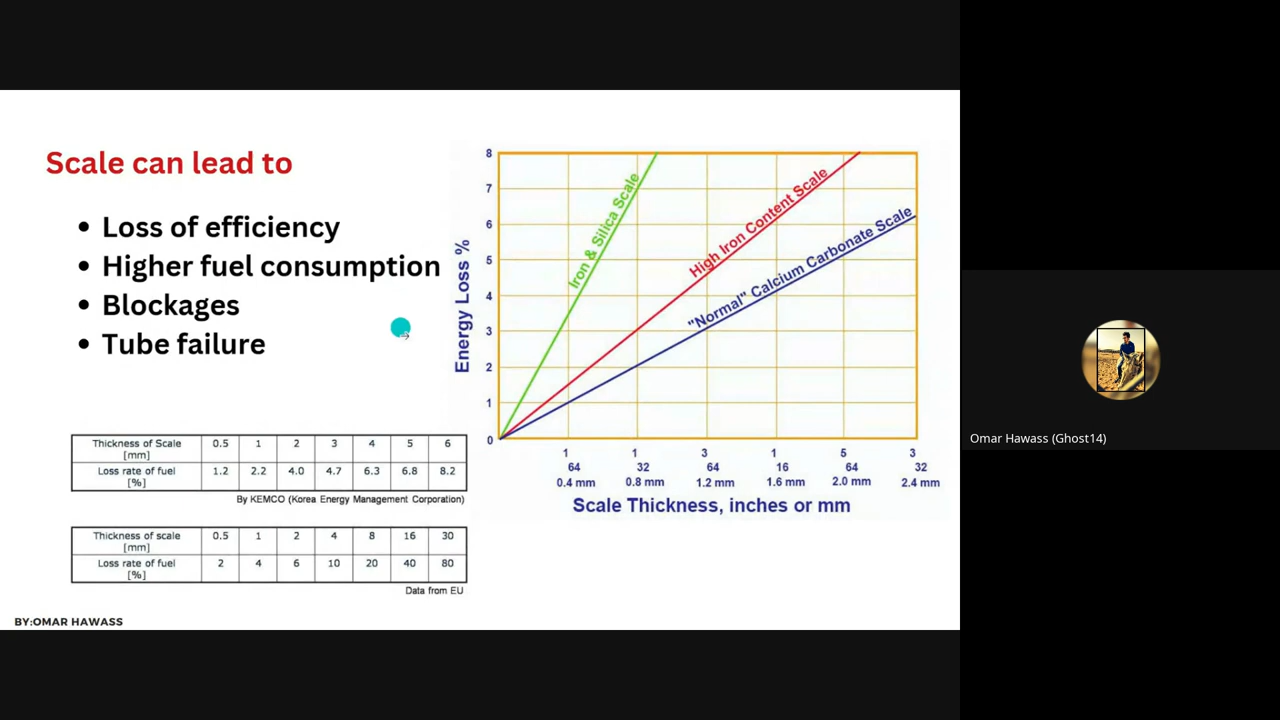 Scale can lead to
Loss of efficiency
Higher fuel consumption
Blockages
Tube failure
Thickness of Scale [mm] 0.5 1 2 3 4 5 6
Loss rate of fuel [%] 1.2 2.2 4.0 4.7 6.3 6.8 8.2
By KEMCO (Korea Energy Management Corporation)
Thickness of scale [mm] 0.5 1 2 4 8 16 30
Loss rate of fuel [%] 2 4 6 10 20 40 80
Data from EU
BY:OMAR HAWASS
Energy Loss %
8
7
6
5
4
3
2
1
0
Iron & Silica Scale
High Iron Content Scale
"Normal" Calcium Carbonate Scale
1 1 3 1 5 3
64 32 64 16 64 32
0.4 mm 0.8 mm 1.2 mm 1.6 mm 2.0 mm 2.4 mm
Scale Thickness, inches or mm
Omar Hawass (Ghost14)